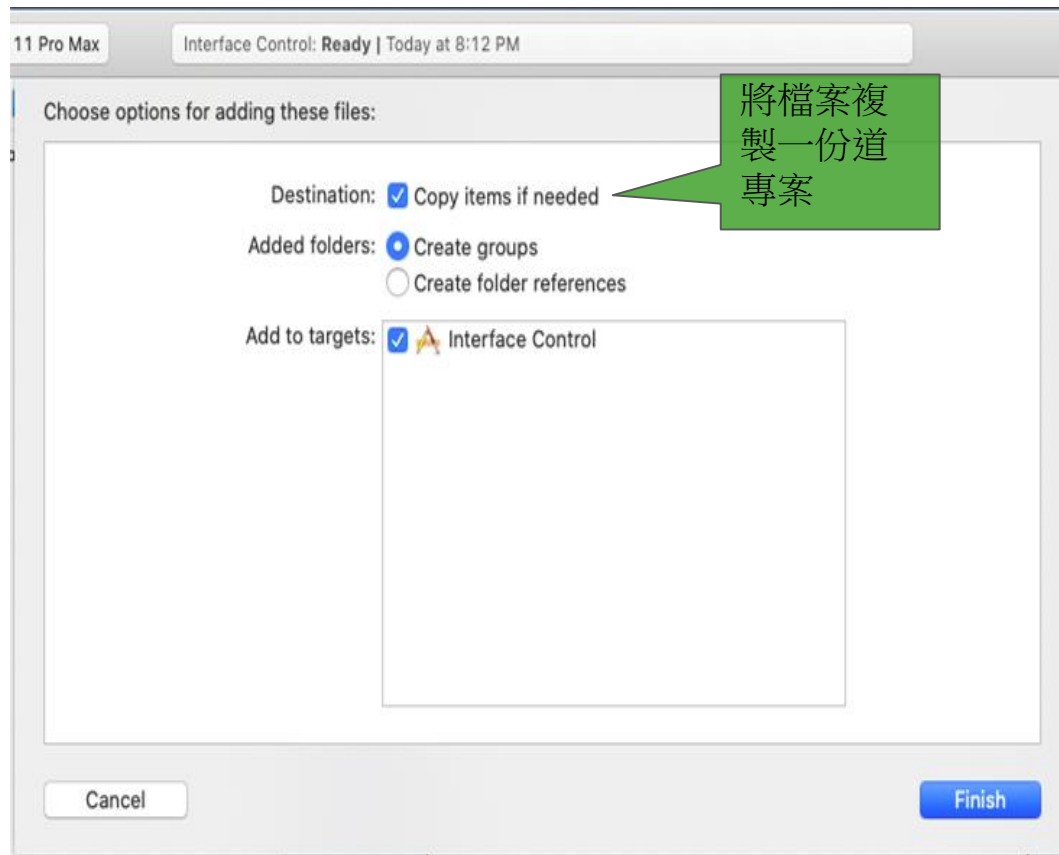 11 Pro Max
Interface Control: Ready | Today at 8:12 PM
Choose options for adding these files:
將檔案複
製一份道
專案
Destination: Copy items if needed
Added folders: Create groups
Create folder references
Add to targets: Interface Control
Cancel
Finish